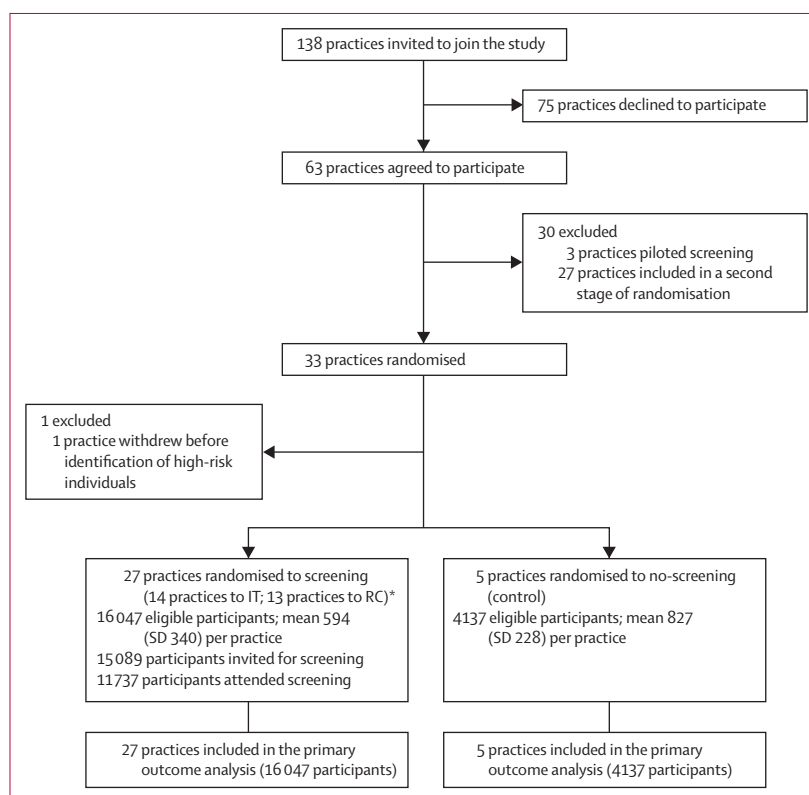 138 practices invited to join the study
75 practices declined to participate
63 practices agreed to participate
30 excluded
3 practices piloted screening
27 practices included in a second
stage of randomisation
33 practices randomised
1 excluded
1 practice withdrew before
identification of high-risk
individuals
27 practices randomised to screening
(14 practices to IT; 13 practices to RC)*
16 047 eligible participants; mean 594
(SD 340) per practice
15 089 participants invited for screening
11 737 participants attended screening
5 practices randomised to no-screening
(control)
4137 eligible participants; mean 827
(SD 228) per practice
27 practices included in the primary
outcome analysis (16 047 participants)
5 practices included in the primary
outcome analysis (4137 participants)